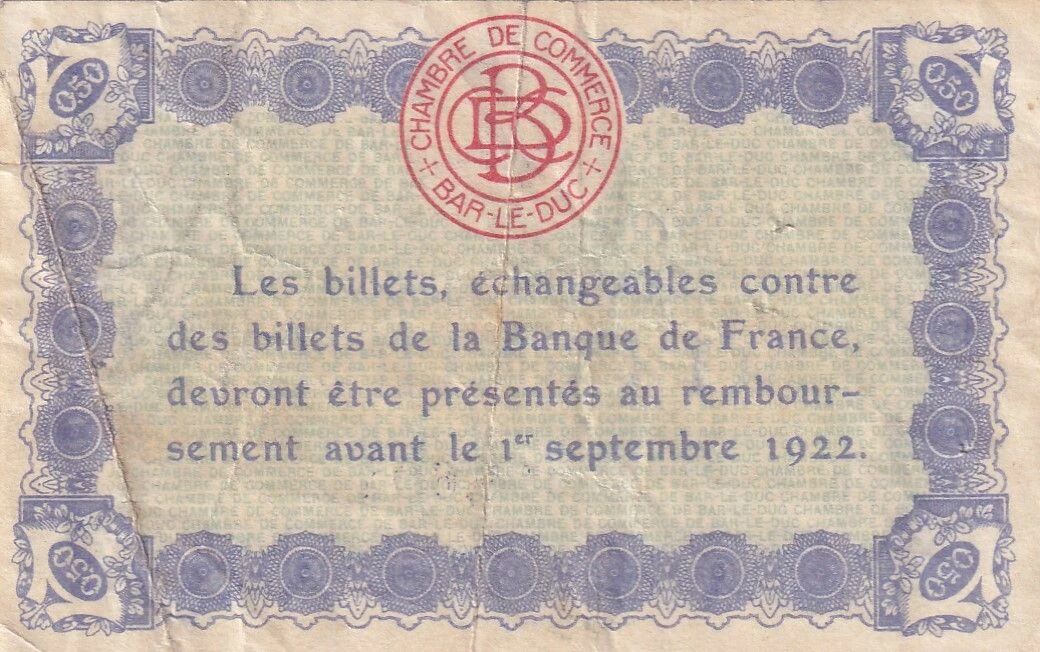 0,50
0,50
CHAMBRE DE COMMERCE
BCB
+ BAR-LE-DUC +
Les billets, échangeables contre
des billets de la Banque de France,
devront être présentés au rembour-
sement avant le 1er septembre 1922.
0,50
0,50